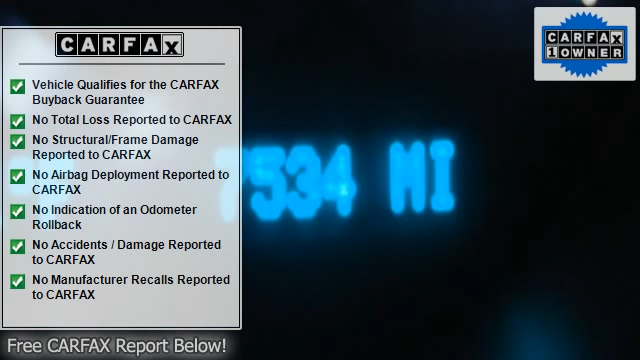 CARFAX
Vehicle Qualifies for the CARFAX
Buyback Guarantee
No Total Loss Reported to CARFAX
No Structural/Frame Damage
Reported to CARFAX
No Airbag Deployment Reported to
CARFAX
No Indication of an Odometer
Rollback
No Accidents / Damage Reported
to CARFAX
No Manufacturer Recalls Reported
to CARFAX
Free CARFAX Report Below!
CARFAX
1 OWNER
MI